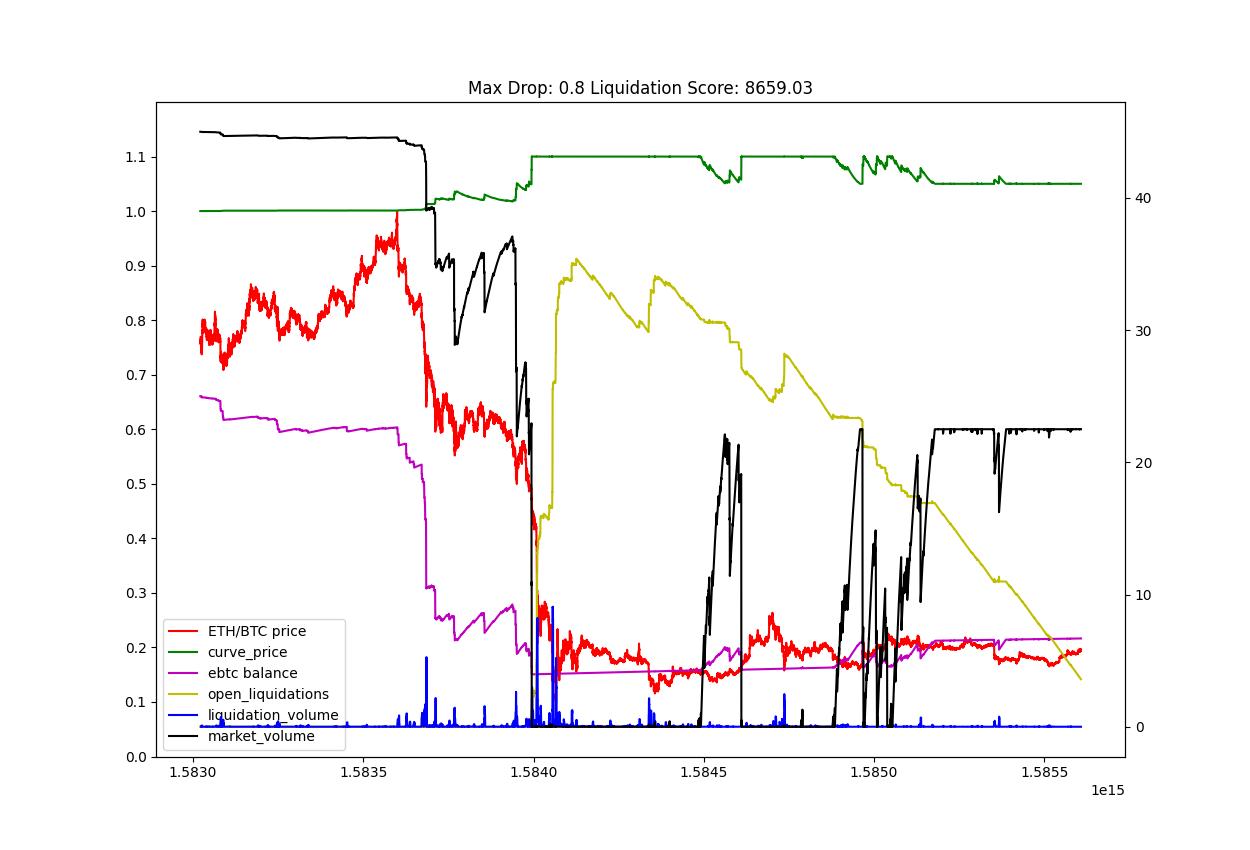 Max Drop: 0.8 Liquidation Score: 8659.03
1.1
1.0
0.9
0.8
0.7
0.6
0.5
0.4
0.3
0.2
0.1
0.0
40
30
20
10
0
ETH/BTC price
curve_price
ebtc balance
open_liquidations
liquidation_volume
market_volume
1.5830 1.5835 1.5840 1.5845 1.5850 1.5855
1e15